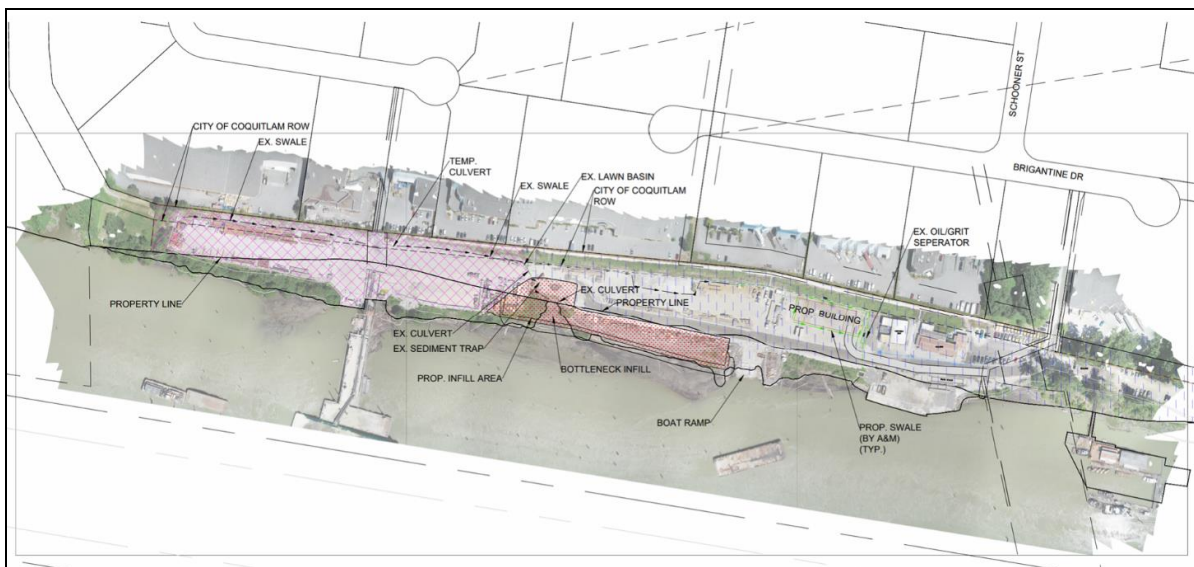 SCHOONER ST
BRIGANTINE DR
CITY OF COQUITLAM ROW
EX. SWALE
TEMP.
CULVERT
EX. SWALE
EX. LAWN BASIN
CITY OF COQUITLAM
ROW
EX. OIL/GRIT
SEPERATOR
PROPERTY LINE
EX. CULVERT
PROPERTY LINE
PROP. BUILDING
EX. CULVERT
EX. SEDIMENT TRAP
PROP. INFILL AREA
BOTTLENECK INFILL
BOAT RAMP
PROP. SWALE
(BY A&M)
(TYP.)